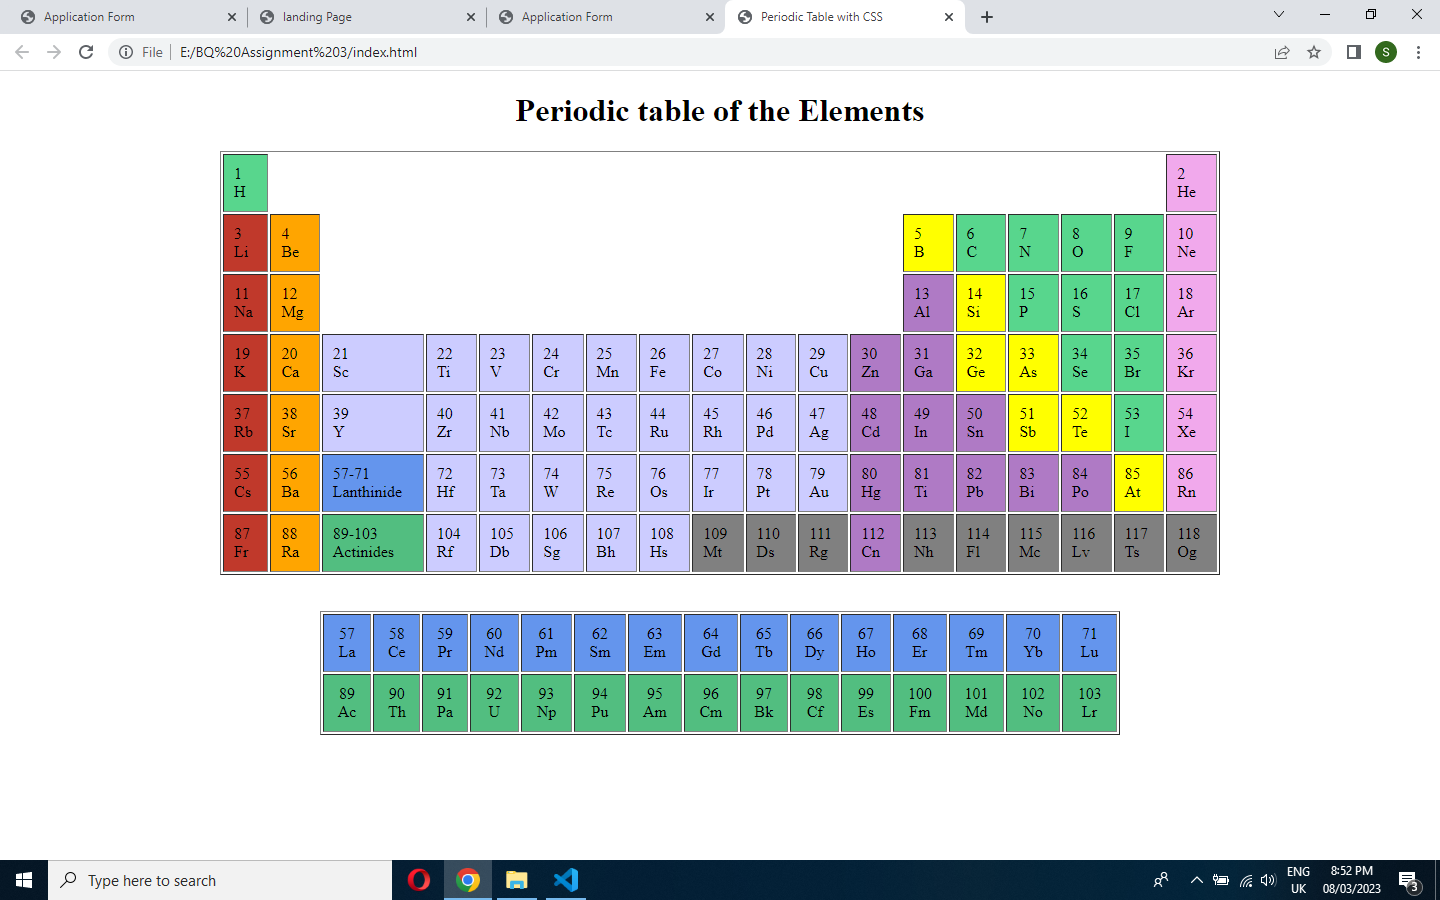 Application Form
landing Page
Application Form
Periodic Table with CSS
File E:/BQ%20Assignment%203/index.html
S
Periodic table of the Elements
1 2
H He
3 4 5 6 7 8 9 10
Li Be B C N O F Ne
11 12 13 14 15 16 17 18
Na Mg Al Si P S Cl Ar
19 20 21 22 23 24 25 26 27 28 29 30 31 32 33 34 35 36
K Ca Sc Ti V Cr Mn Fe Co Ni Cu Zn Ga Ge As Se Br Kr
37 38 39 40 41 42 43 44 45 46 47 48 49 50 51 52 53 54
Rb Sr Y Zr Nb Mo Tc Ru Rh Pd Ag Cd In Sn Sb Te I Xe
55 56 57-71 72 73 74 75 76 77 78 79 80 81 82 83 84 85 86
Cs Ba Lanthinide Hf Ta W Re Os Ir Pt Au Hg Ti Pb Bi Po At Rn
87 88 89-103 104 105 106 107 108 109 110 111 112 113 114 115 116 117 118
Fr Ra Actinides Rf Db Sg Bh Hs Mt Ds Rg Cn Nh Fl Mc Lv Ts Og
57 58 59 60 61 62 63 64 65 66 67 68 69 70 71
La Ce Pr Nd Pm Sm Em Gd Tb Dy Ho Er Tm Yb Lu
89 90 91 92 93 94 95 96 97 98 99 100 101 102 103
Ac Th Pa U Np Pu Am Cm Bk Cf Es Fm Md No Lr
Type here to search
ENG
UK
8:52 PM
08/03/2023
3